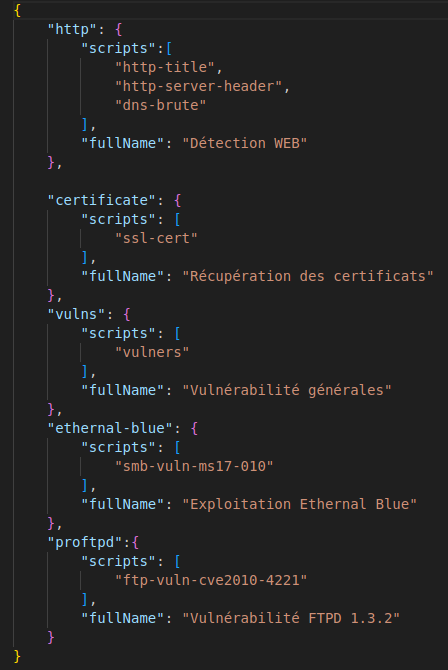 {
"http": {
"scripts":[
"http-title",
"http-server-header",
"dns-brute"
],
"fullName": "Détection WEB"
},
"certificate": {
"scripts": [
"ssl-cert"
],
"fullName": "Récupération des certificats"
},
"vulns": {
"scripts": [
"vulners"
],
"fullName": "Vulnérabilité générales"
},
"ethernal-blue": {
"scripts": [
"smb-vuln-ms17-010"
],
"fullName": "Exploitation Ethernal Blue"
},
"proftpd":{
"scripts": [
"ftp-vuln-cve2010-4221"
],
"fullName": "Vulnérabilité FTPD 1.3.2"
}
}